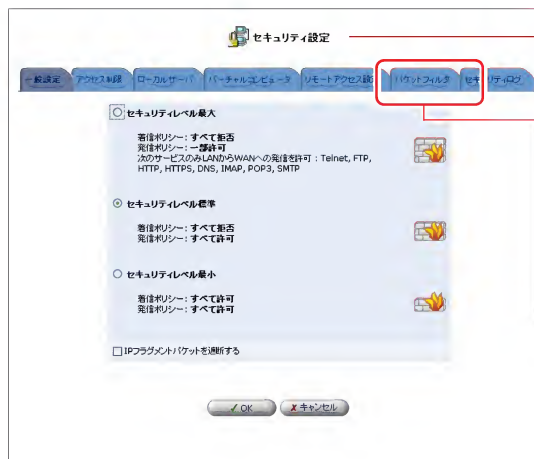 セキュリティ設定
一般設定 アクセス制限 ローカルサーバ バーチャルコンピュータ リモートアクセス設定 パケットフィルタ セキュリティログ
セキュリティレベル最大
着信ポリシー: すべて拒否
発信ポリシー: 一部許可
次のサービスのみLANからWANへの発信を許可 : Telnet, FTP,
HTTP, HTTPS, DNS, IMAP, POP3, SMTP
セキュリティレベル標準
着信ポリシー: すべて拒否
発信ポリシー: すべて許可
セキュリティレベル最小
着信ポリシー: すべて許可
発信ポリシー: すべて許可
IPフラグメントパケットを遮断する
OK キャンセル